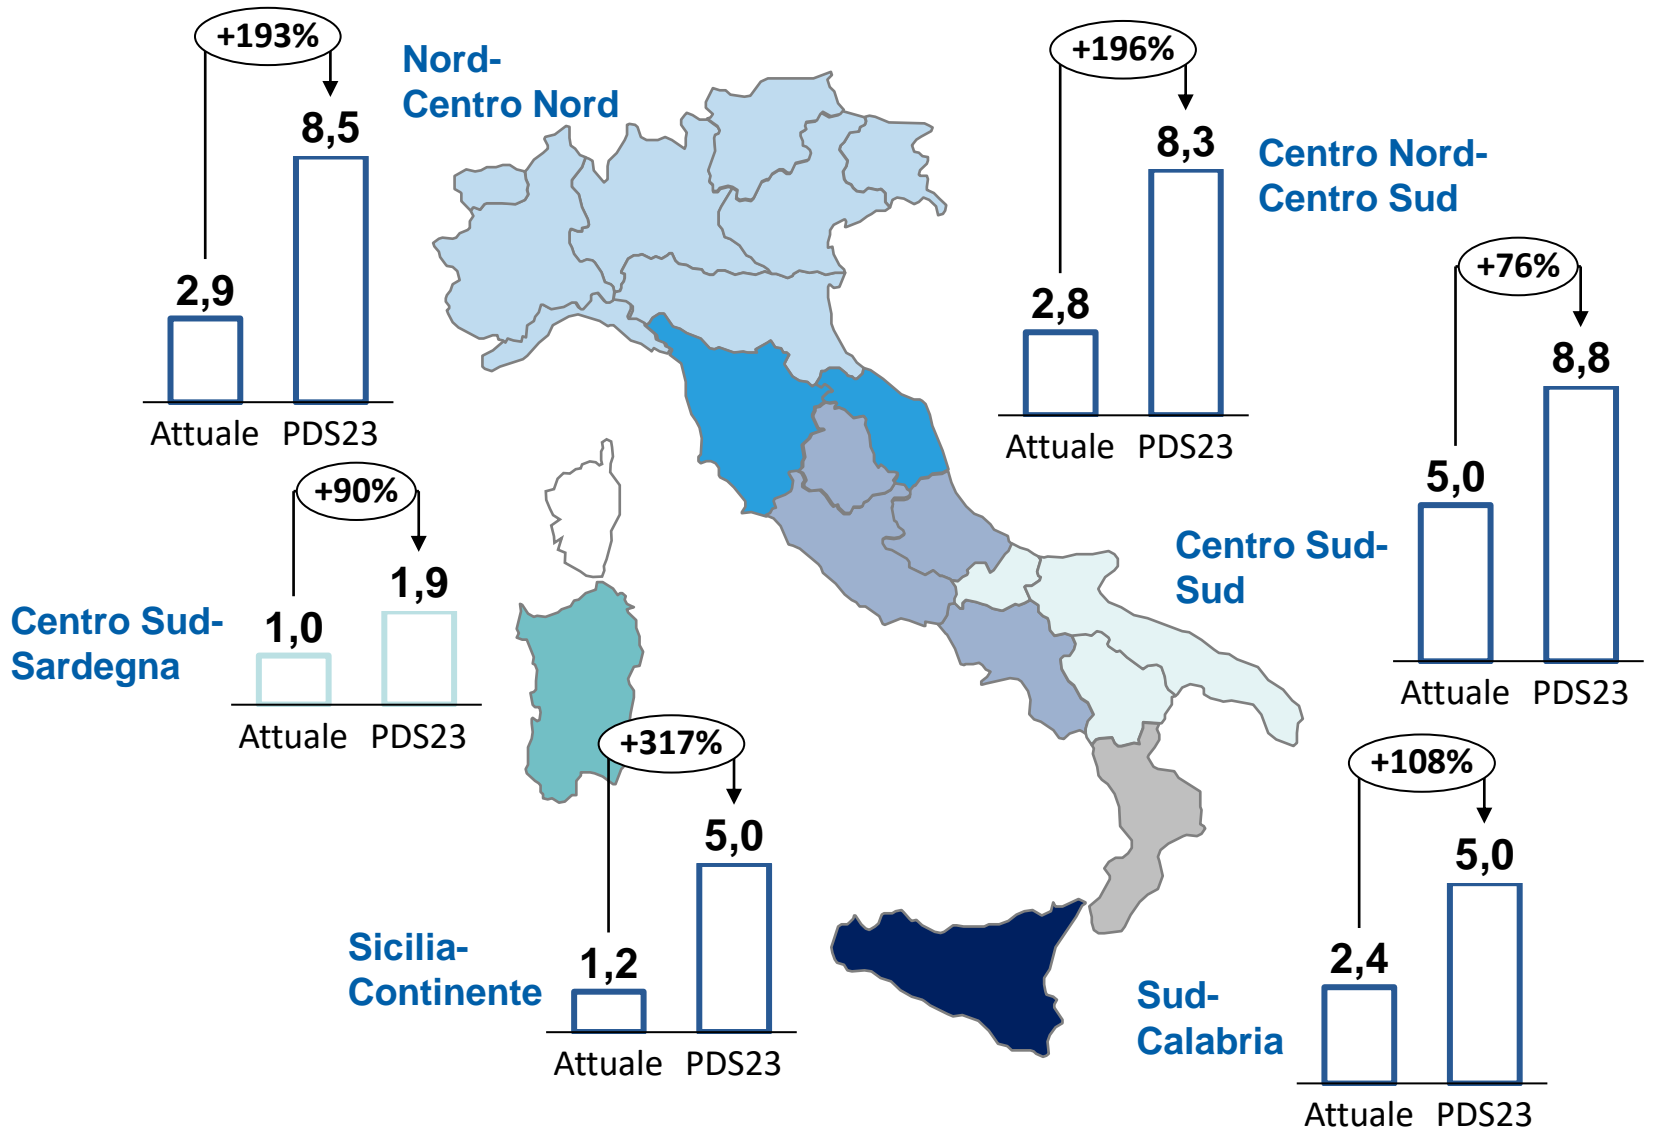 +193%
Nord-
Centro Nord
8,5
2,9
Attuale PDS23
+196%
8,3
Centro Nord-
Centro Sud
2,8
Attuale PDS23
+76%
8,8
5,0
Centro Sud-
Sud
Attuale PDS23
+90%
1,9
1,0
Centro Sud-
Sardegna
Attuale PDS23
+317%
5,0
Sicilia-
Continente
1,2
Attuale PDS23
+108%
5,0
2,4
Sud-
Calabria
Attuale PDS23